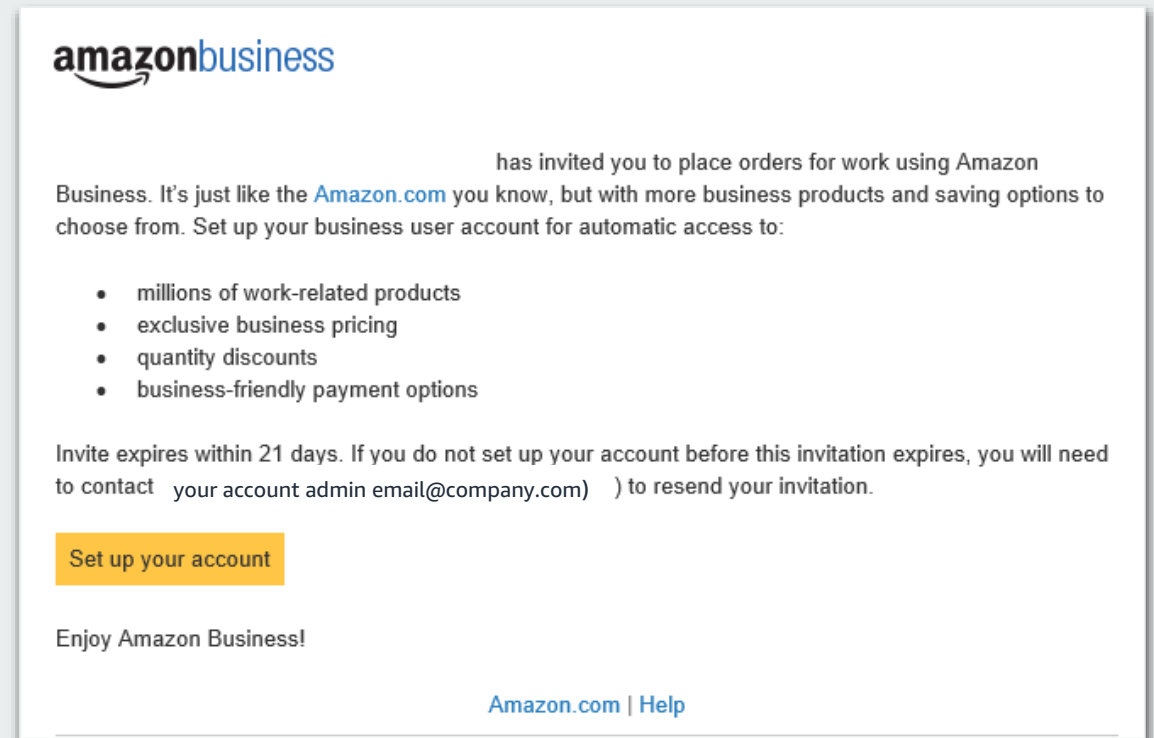 amazonbusiness
has invited you to place orders for work using Amazon
Business. It's just like the Amazon.com you know, but with more business products and saving options to
choose from. Set up your business user account for automatic access to:
• millions of work-related products
• exclusive business pricing
• quantity discounts
• business-friendly payment options
Invite expires within 21 days. If you do not set up your account before this invitation expires, you will need
to contact your account admin email@company.com) ) to resend your invitation.
Set up your account
Enjoy Amazon Business!
Amazon.com | Help